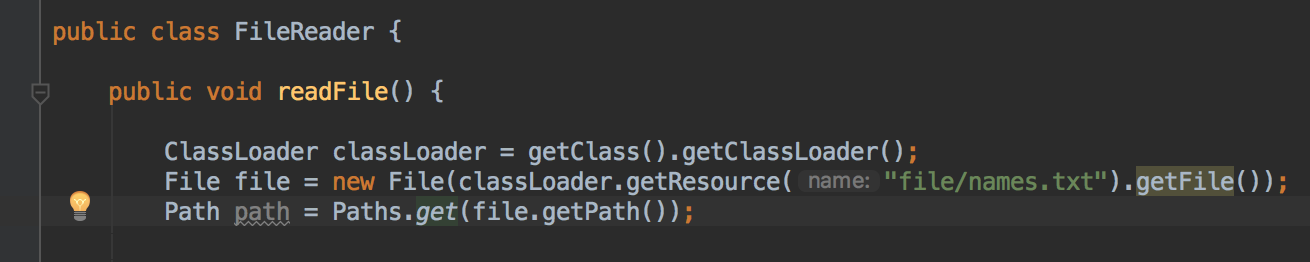 public class FileReader {
public void readFile() {
ClassLoader classLoader = getClass().getClassLoader();
File file = new File(classLoader.getResource( name: "file/names.txt").getFile());
Path path = Paths.get(file.getPath());